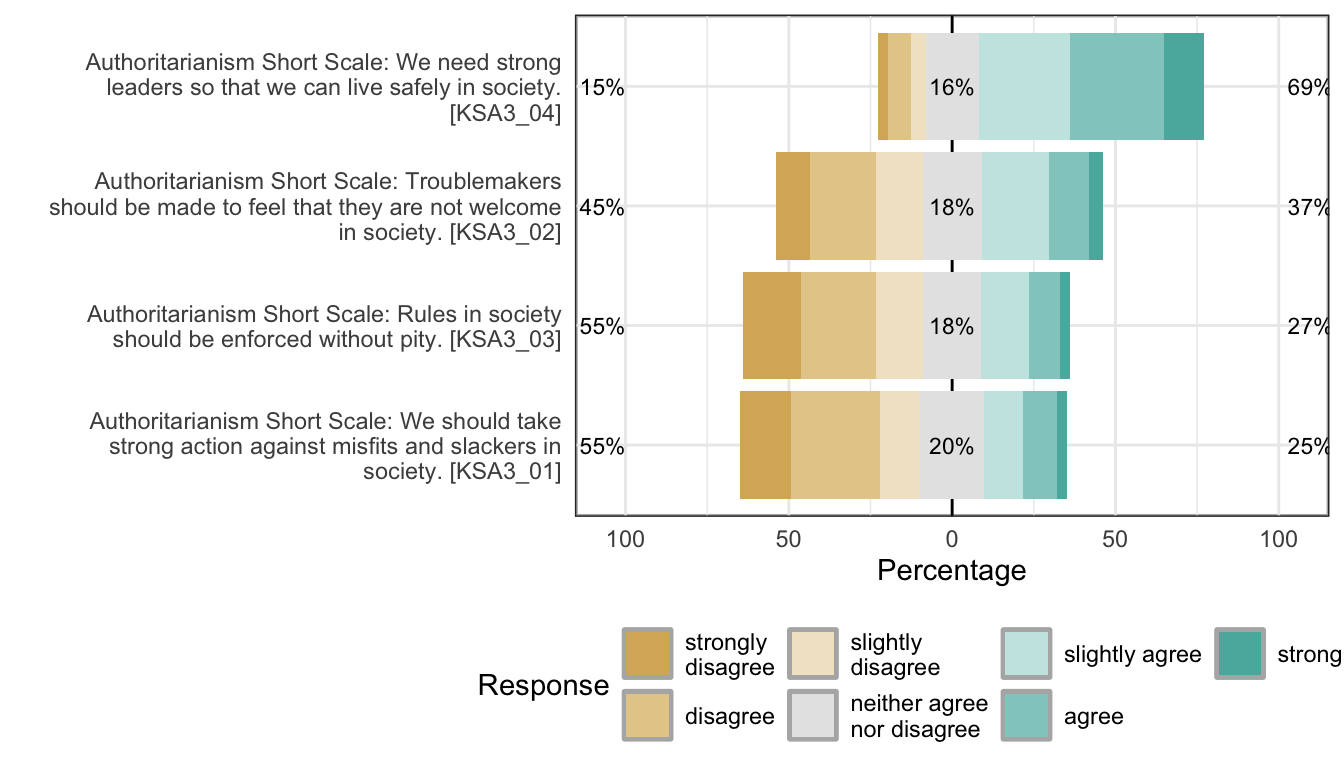 Authoritarianism Short Scale: We need strong
leaders so that we can live safely in society.
[KSA3_04]
15%
16%
69%
Authoritarianism Short Scale: Troublemakers
should be made to feel that they are not welcome
in society. [KSA3_02]
45%
18%
37%
Authoritarianism Short Scale: Rules in society
should be enforced without pity. [KSA3_03]
55%
18%
27%
Authoritarianism Short Scale: We should take
strong action against misfits and slackers in
society. [KSA3_01]
55%
20%
25%
100 50 0 50 100
Percentage
Response
strongly
disagree
disagree
slightly
disagree
neither agree
nor disagree
slightly agree
agree
strong